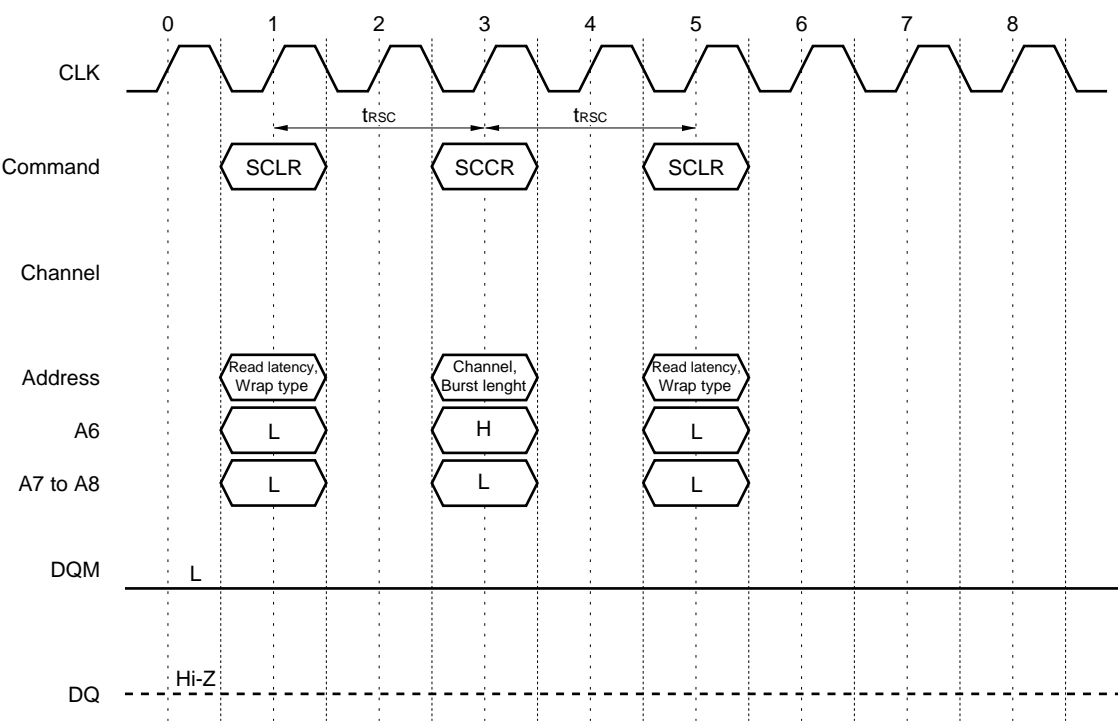 0 1 2 3 4 5 6 7 8
CLK
tRSC tRSC
Command SCLR SCCR SCLR
Channel
Read latency, Channel, Read latency,
Address
Wrap type Burst lenght Wrap type
A6 L H L
A7 to A8 L L L
DQM L
Hi-Z
DQ